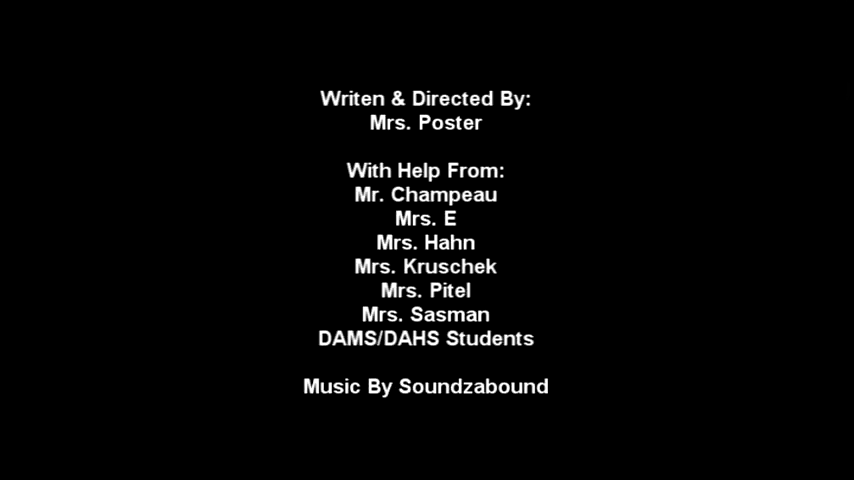 Writen & Directed By:
Mrs. Poster
With Help From:
Mr. Champeau
Mrs. E
Mrs. Hahn
Mrs. Kruschek
Mrs. Pitel
Mrs. Sasman
DAMS/DAHS Students
Music By Soundzabound